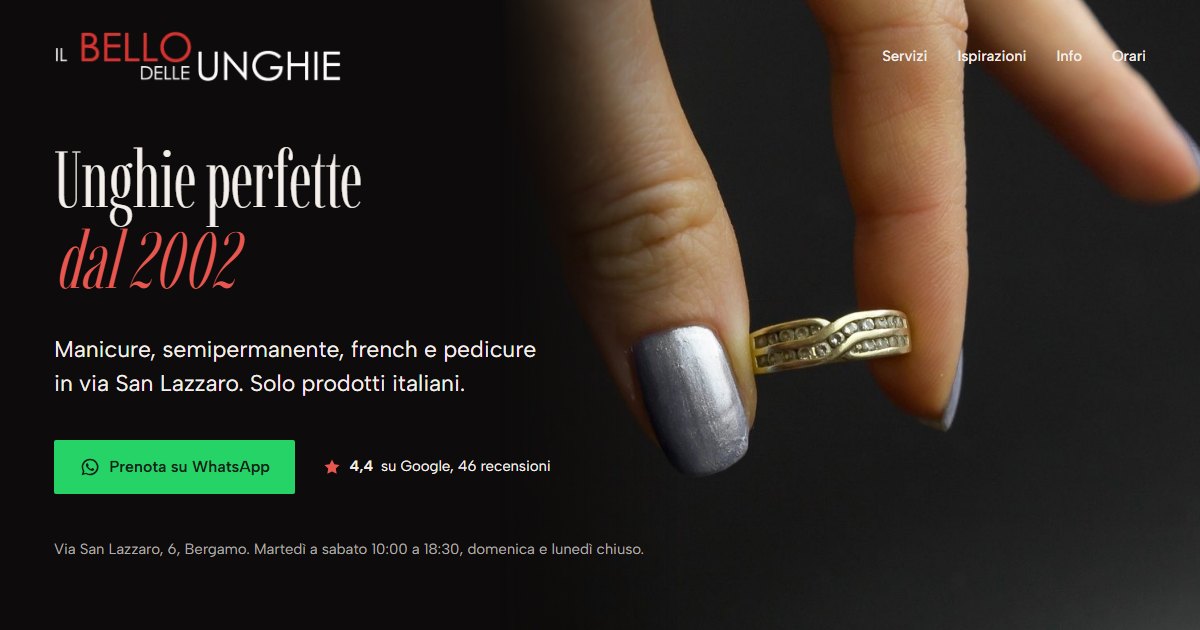 IL BELLO DELLE UNGHIE
Servizi Ispirazioni Info Orari
Unghie perfette
dal 2002
Manicure, semipermanente, french e pedicure
in via San Lazzaro. Solo prodotti italiani.
Prenota su WhatsApp
4,4 su Google, 46 recensioni
Via San Lazzaro, 6, Bergamo. Martedì a sabato 10:00 a 18:30, domenica e lunedì chiuso.